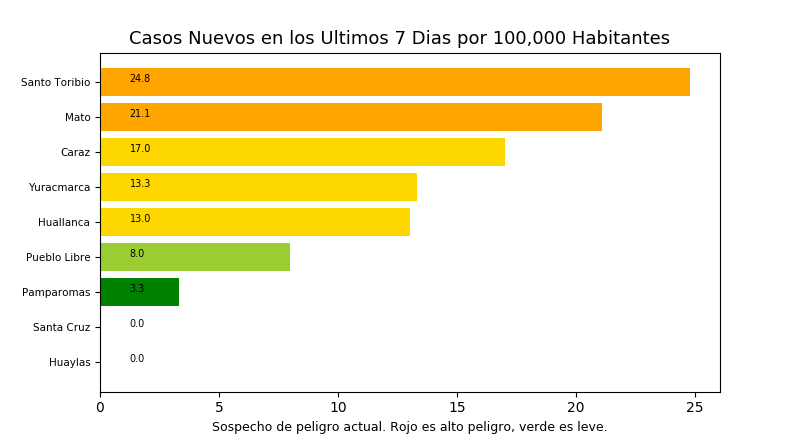 Casos Nuevos en los Ultimos 7 Dias por 100,000 Habitantes
Santo Toribio 24.8
Mato 21.1
Caraz 17.0
Yuracmarca 13.3
Huallanca 13.0
Pueblo Libre 8.0
Pamparomas 3.3
Santa Cruz 0.0
Huaylas 0.0
0 5 10 15 20 25
Sospecho de peligro actual. Rojo es alto peligro, verde es leve.